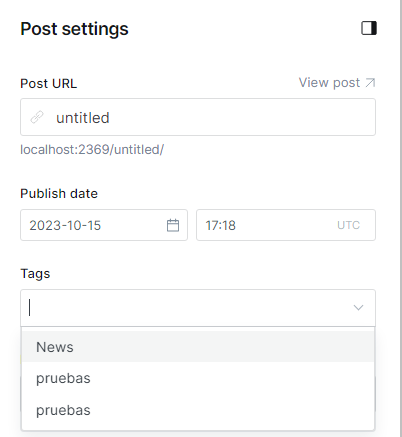 Post settings
Post URL
View post
untitled
localhost:2369/untitled/
Publish date
2023-10-15
17:18
UTC
Tags
News
pruebas
pruebas